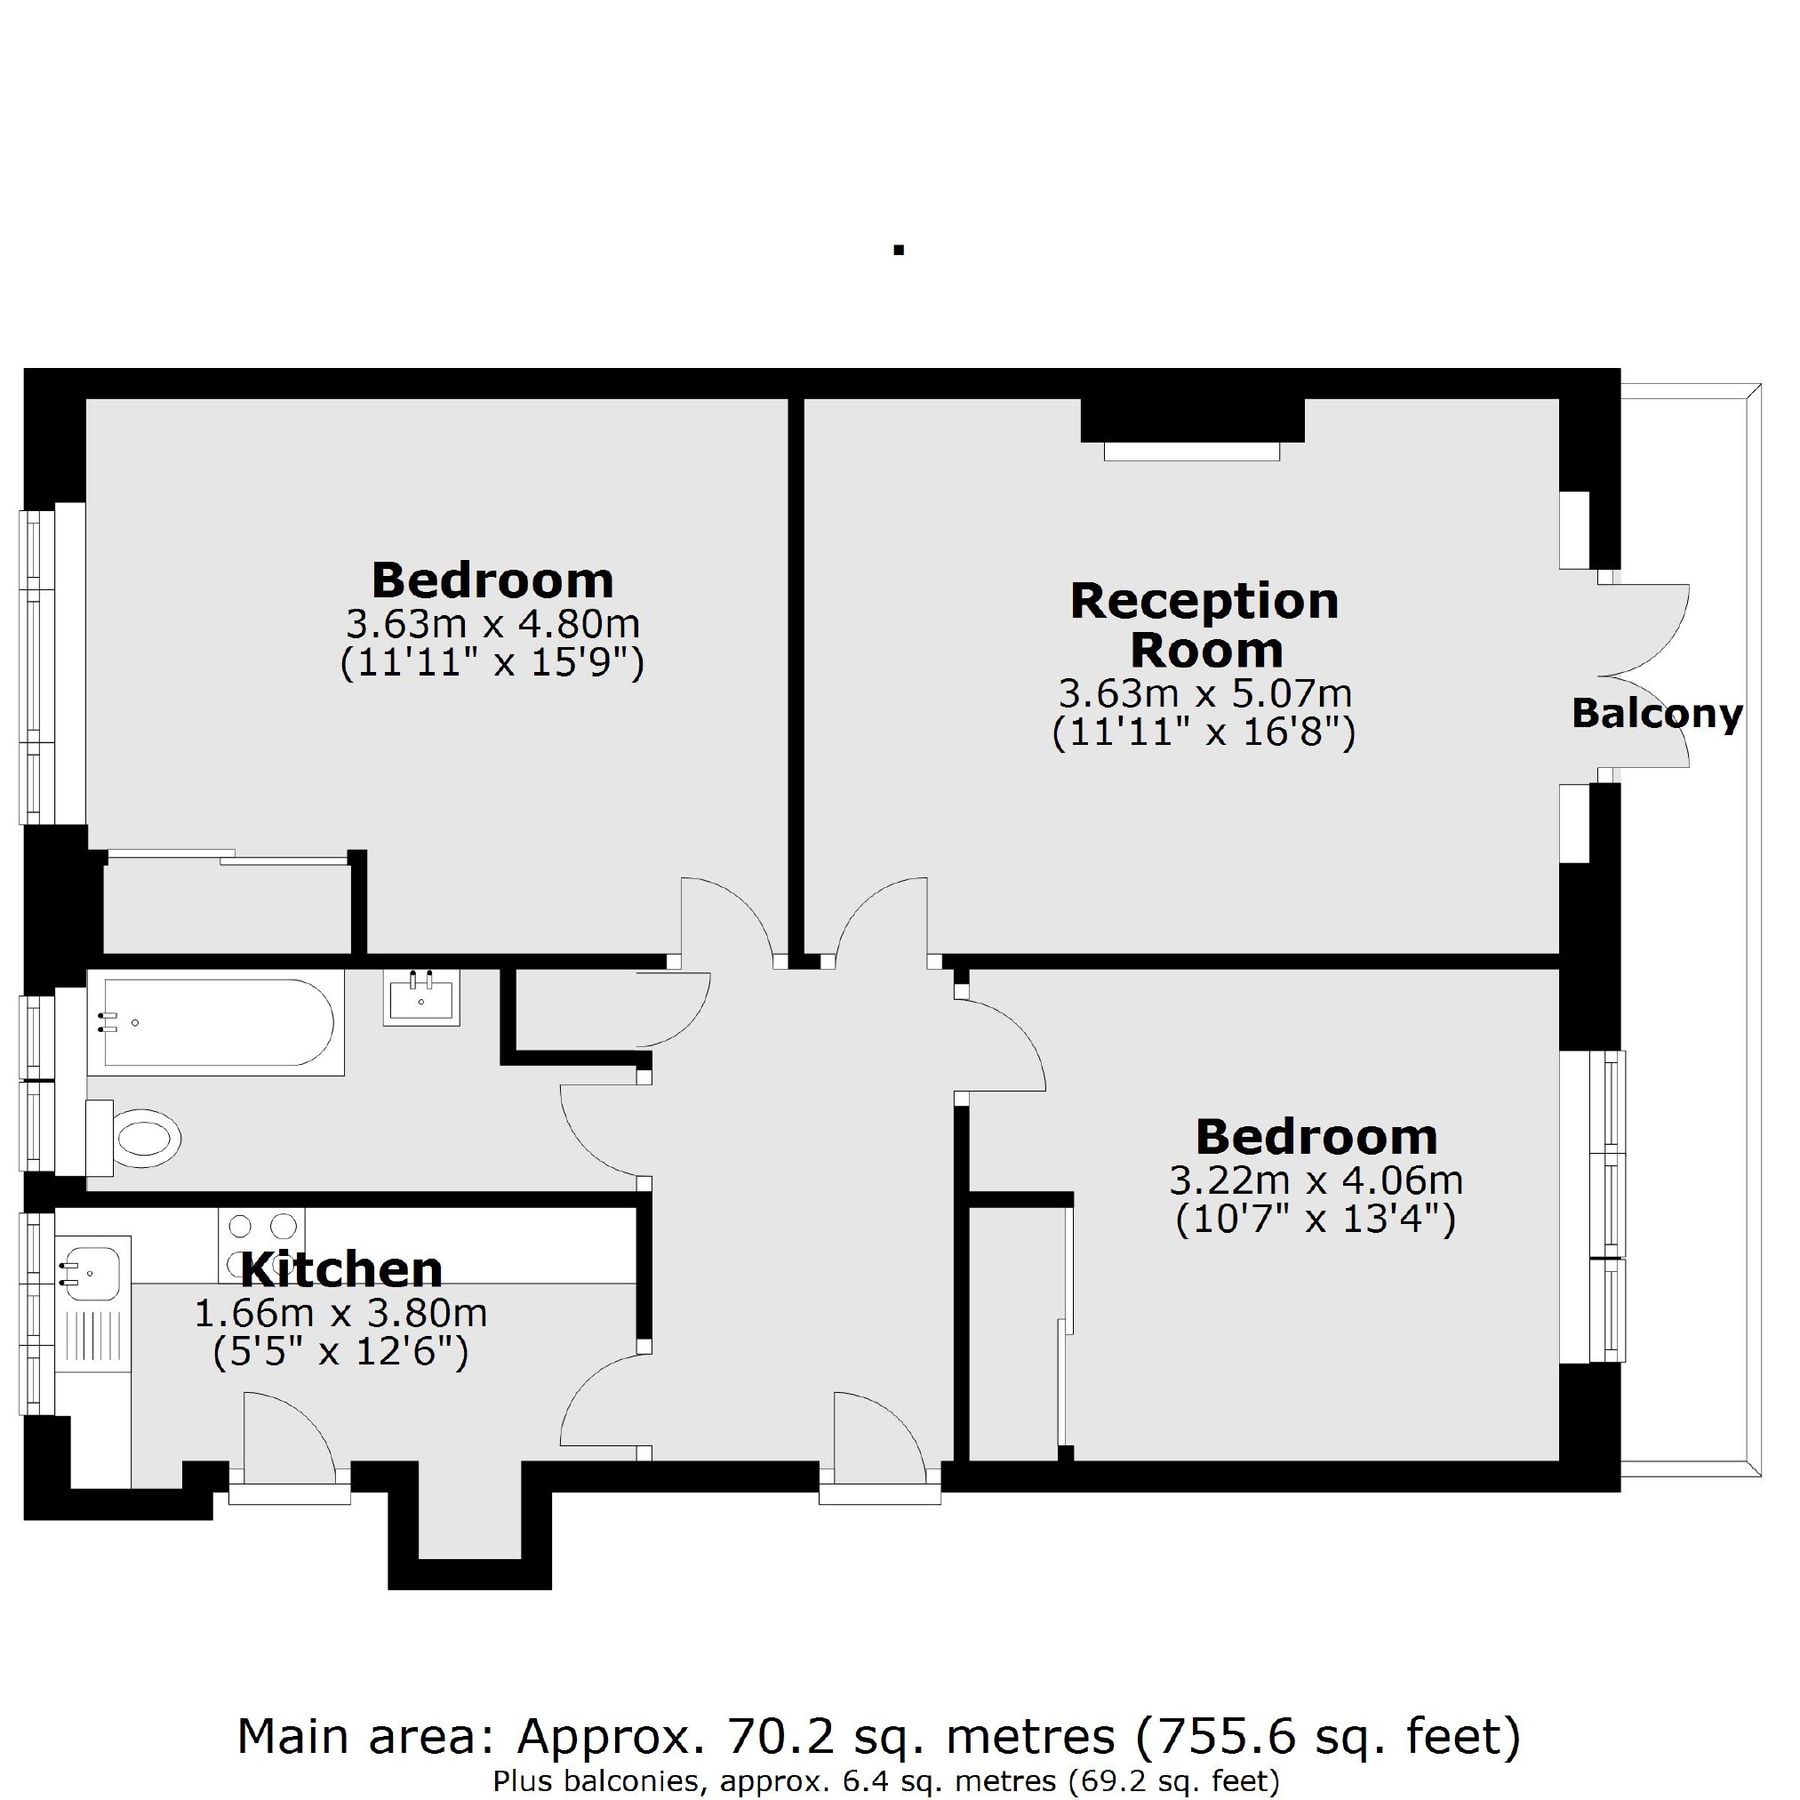 Bedroom
3.63m x 4.80m
(11'11" x 15'9")
Reception
Room
3.63m x 5.07m
(11'11" x 16'8")
Balcony
Bedroom
3.22m x 4.06m
(10'7" x 13'4")
Kitchen
1.66m x 3.80m
(5'5" x 12'6")
Main area: Approx. 70.2 sq. metres (755.6 sq. feet)
Plus balconies, approx. 6.4 sq. metres (69.2 sq. feet)